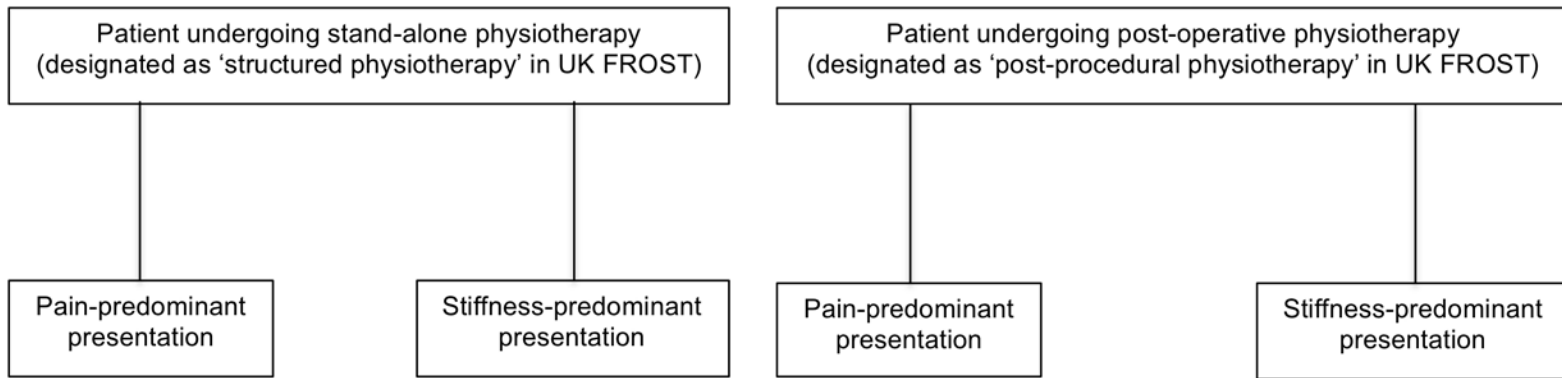 Patient undergoing stand-alone physiotherapy
(designated as ‘structured physiotherapy’ in UK FROST)
Patient undergoing post-operative physiotherapy
(designated as ‘post-procedural physiotherapy’ in UK FROST)
Pain-predominant
presentation
Stiffness-predominant
presentation
Pain-predominant
presentation
Stiffness-predominant
presentation